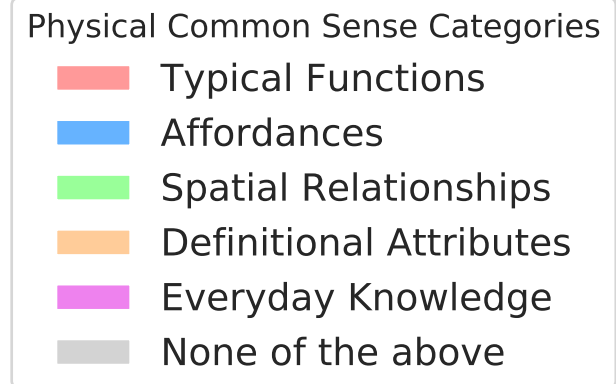 Physical Common Sense Categories
Typical Functions
Affordances
Spatial Relationships
Definitional Attributes
Everyday Knowledge
None of the above